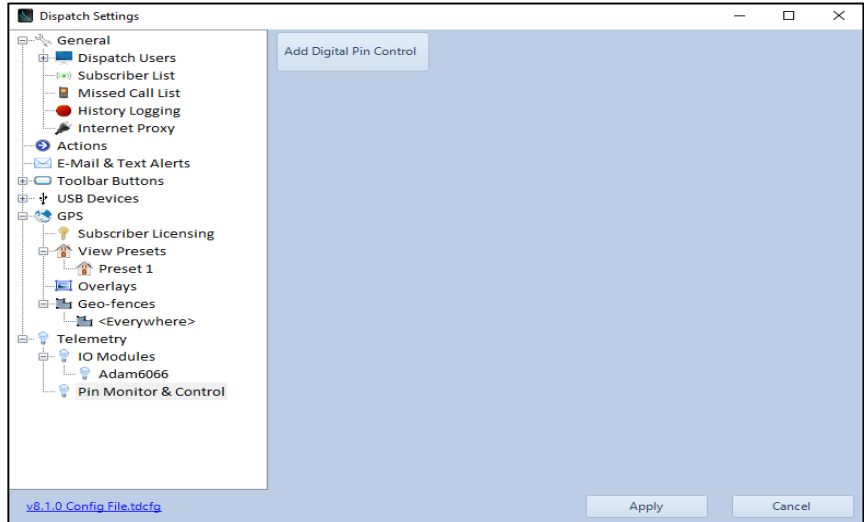 Dispatch Settings
General
Dispatch Users
Subscriber List
Missed Call List
History Logging
Internet Proxy
Actions
E-Mail & Text Alerts
Toolbar Buttons
USB Devices
GPS
Subscriber Licensing
View Presets
Preset 1
Overlays
Geo-fences
<Everywhere>
Telemetry
IO Modules
Adam6066
Pin Monitor & Control
Add Digital Pin Control
v8.1.0 Config File.tdcfg
Apply
Cancel